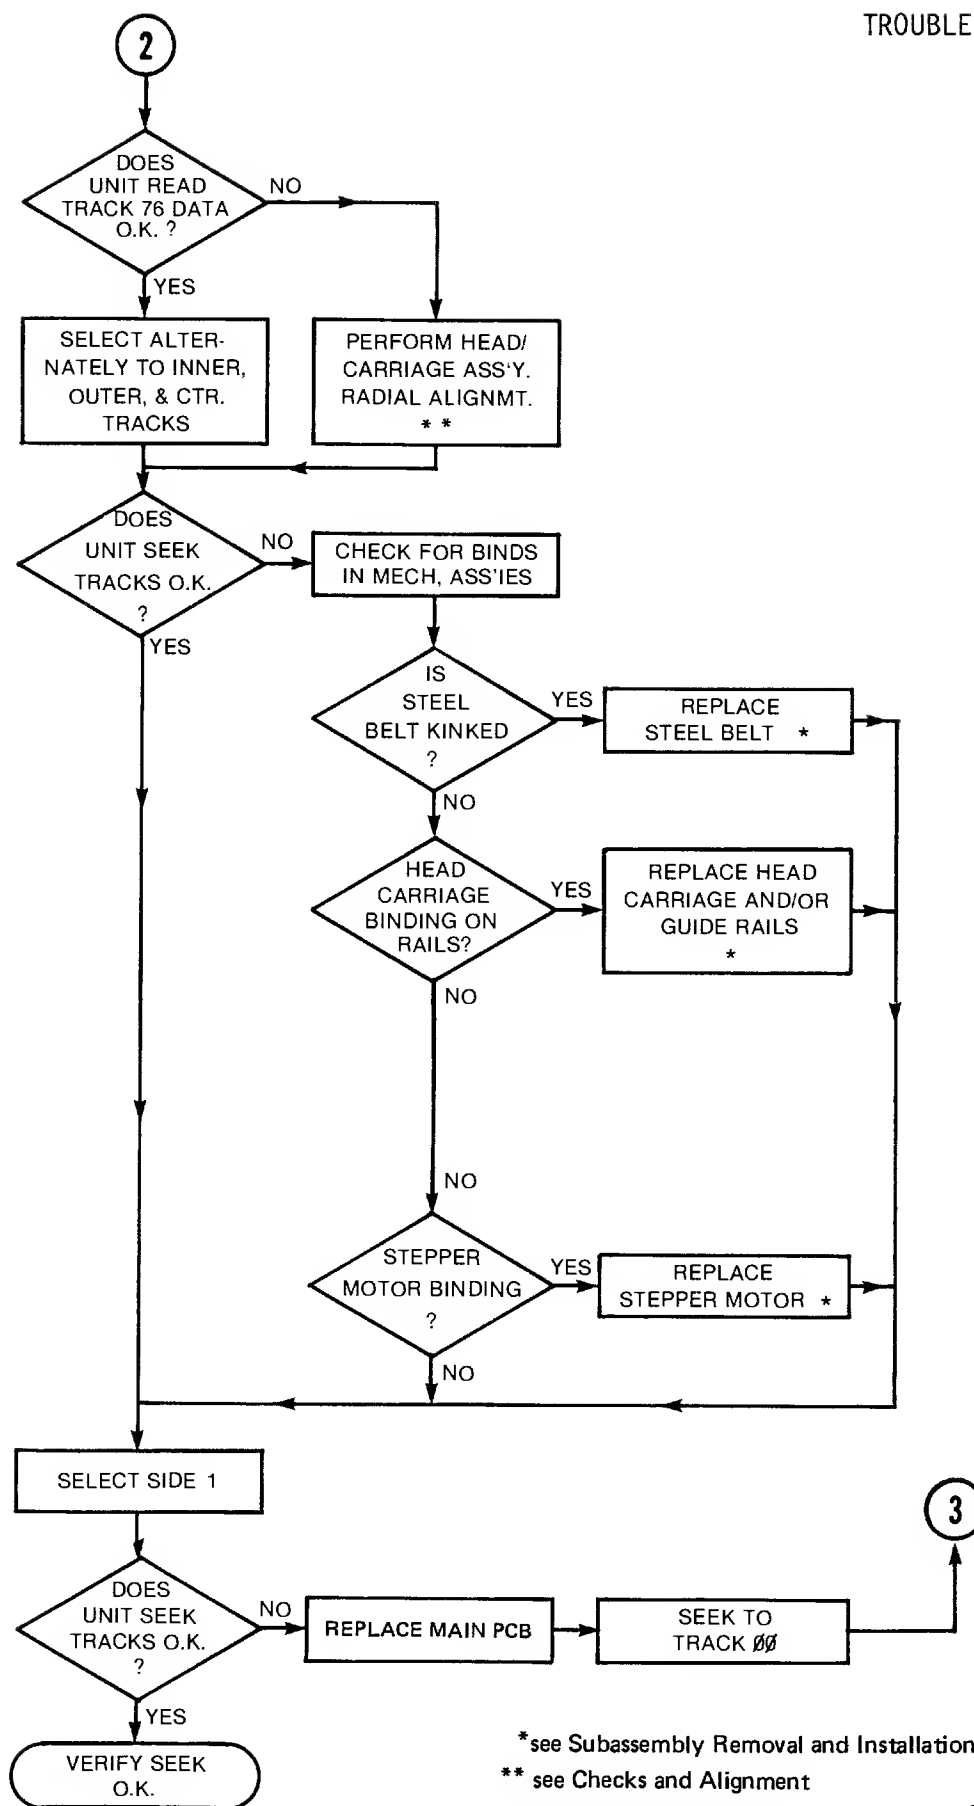 TROUBLE
2
DOES
UNIT READ
TRACK 76 DATA
O.K. ?
NO
YES
SELECT ALTER-
NATELY TO INNER,
OUTER, & CTR.
TRACKS
PERFORM HEAD/
CARRIAGE ASS'Y.
RADIAL ALIGNMT.
* *
DOES
UNIT SEEK
TRACKS O.K.
?
NO
YES
CHECK FOR BINDS
IN MECH, ASS'IES
IS
STEEL
BELT KINKED
?
YES
REPLACE
STEEL BELT *
NO
HEAD
CARRIAGE
BINDING ON
RAILS?
YES
REPLACE HEAD
CARRIAGE AND/OR
GUIDE RAILS
*
NO
NO
STEPPER
MOTOR BINDING
?
YES
REPLACE
STEPPER MOTOR *
NO
SELECT SIDE 1
DOES
UNIT SEEK
TRACKS O.K.
?
NO
REPLACE MAIN PCB
SEEK TO
TRACK ØØ
3
YES
VERIFY SEEK
O.K.
*see Subassembly Removal and Installation
** see Checks and Alignment